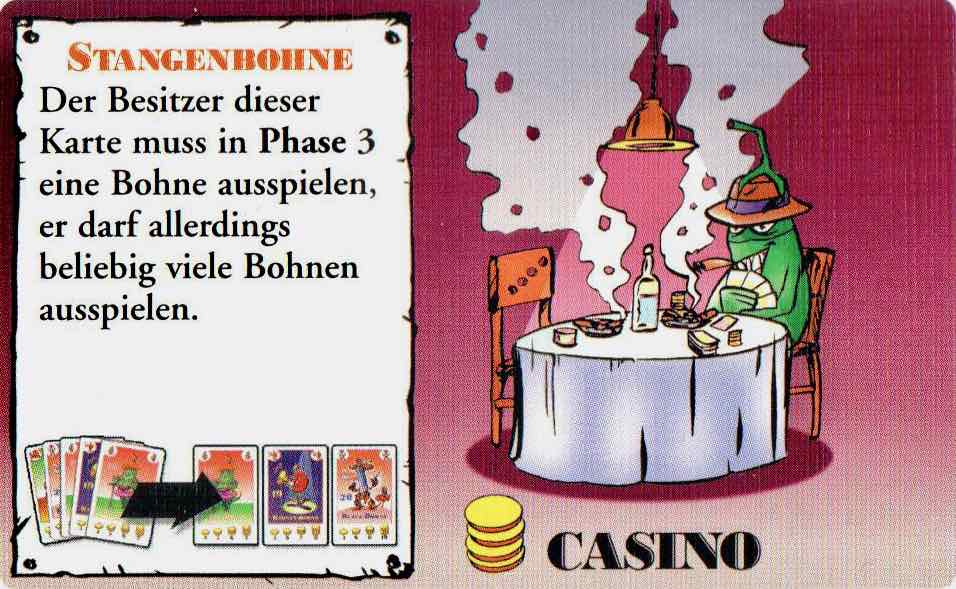 STANGENBOHNE
Der Besitzer dieser
Karte muss in Phase 3
eine Bohne ausspielen,
er darf allerdings
beliebig viele Bohnen
ausspielen.
CASINO